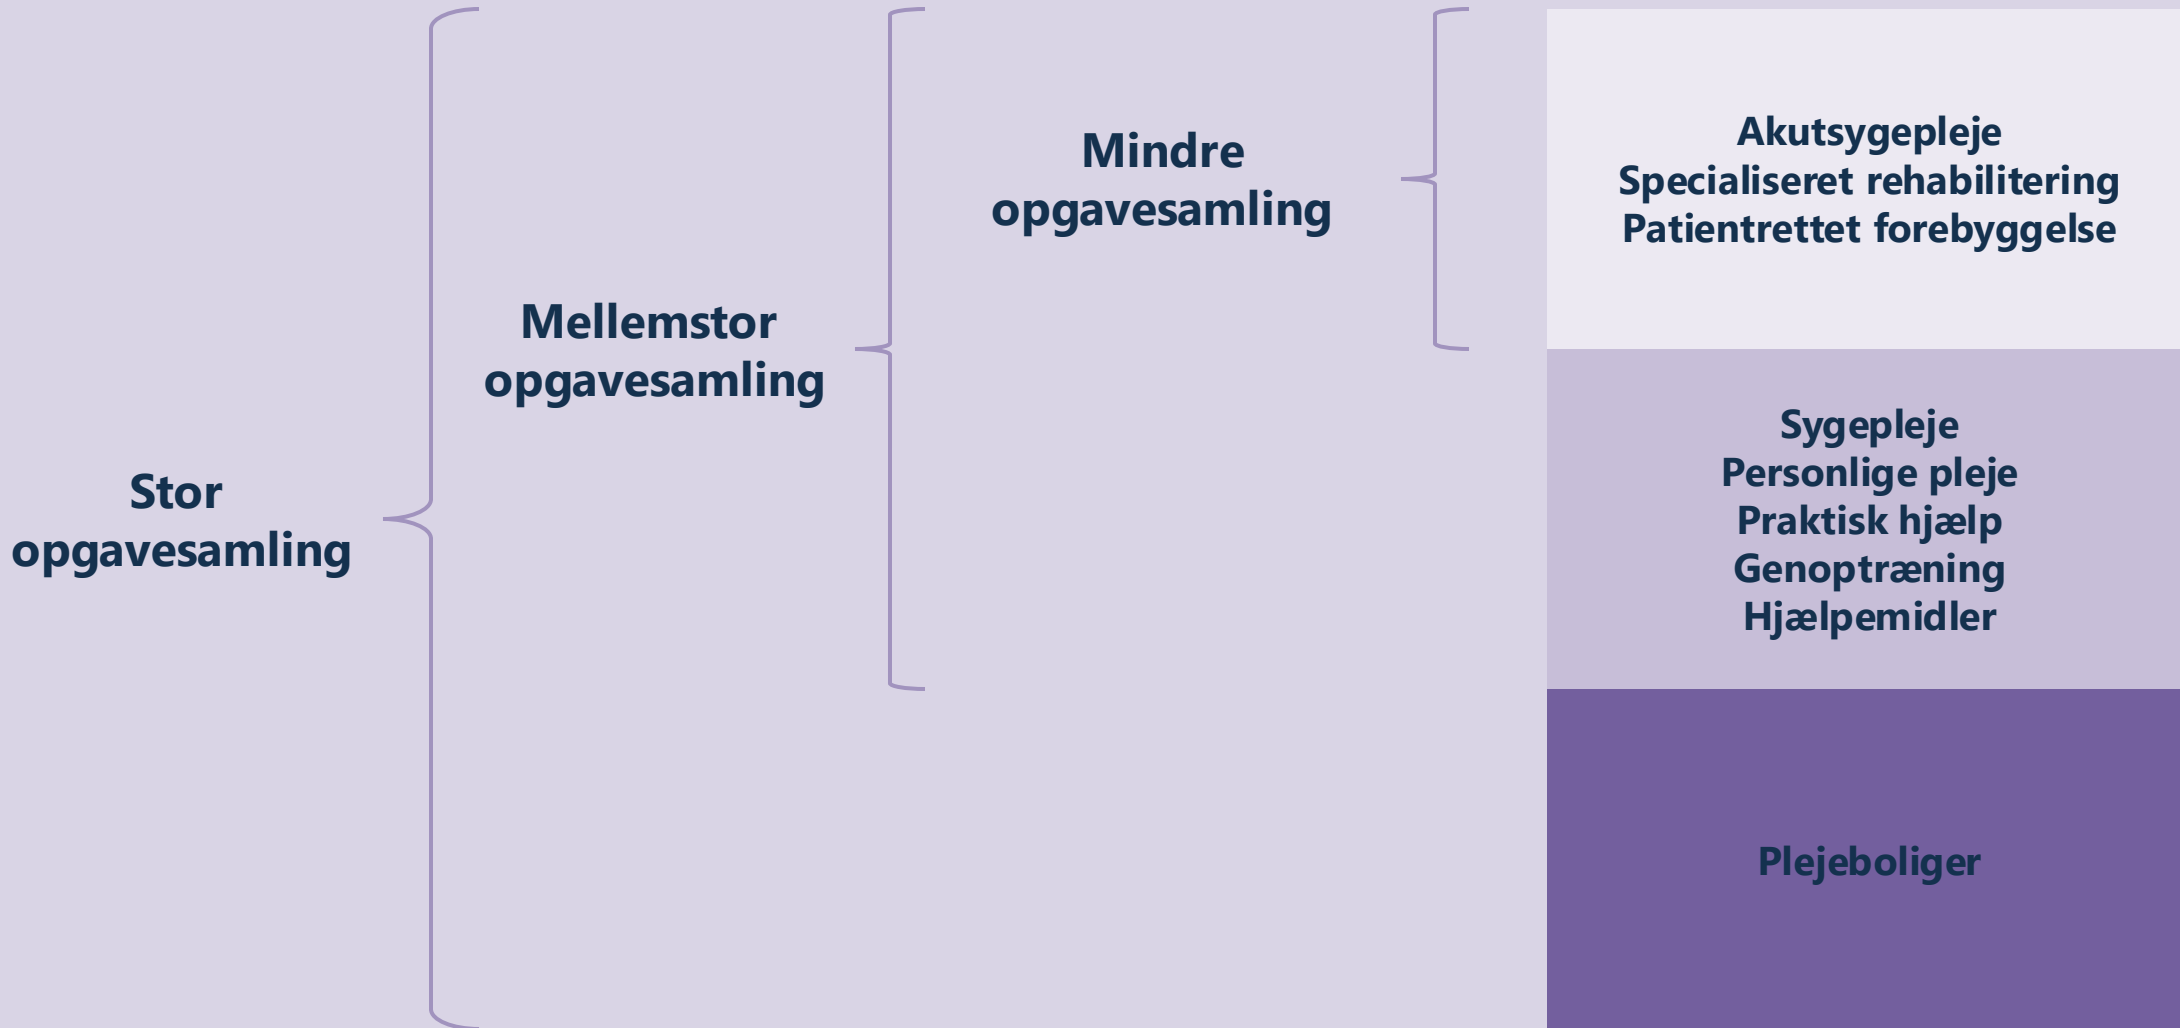 Stor
opgavesamling
Mellemstor
opgavesamling
Mindre
opgavesamling
Akutsygepleje
Specialiseret rehabilitering
Patientrettet forebyggelse
Sygepleje
Personlige pleje
Praktisk hjælp
Genoptræning
Hjælpemidler
Plejeboliger